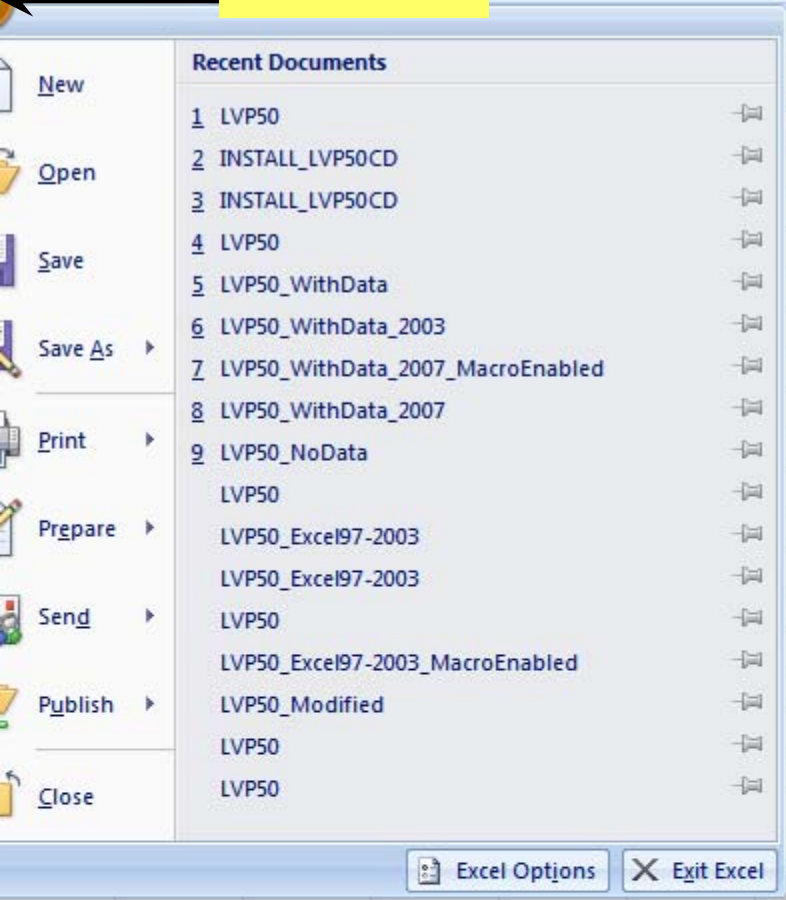 New
Open
Save
Save As
Print
Prepare
Send
Publish
Close
Recent Documents
1 LVP50
2 INSTALL_LVP50CD
3 INSTALL_LVP50CD
4 LVP50
5 LVP50_WithData
6 LVP50_WithData_2003
7 LVP50_WithData_2007_MacroEnabled
8 LVP50_WithData_2007
9 LVP50_NoData
LVP50
LVP50_Excel97-2003
LVP50_Excel97-2003
LVP50
LVP50_Excel97-2003_MacroEnabled
LVP50_Modified
LVP50
LVP50
Excel Options
Exit Excel